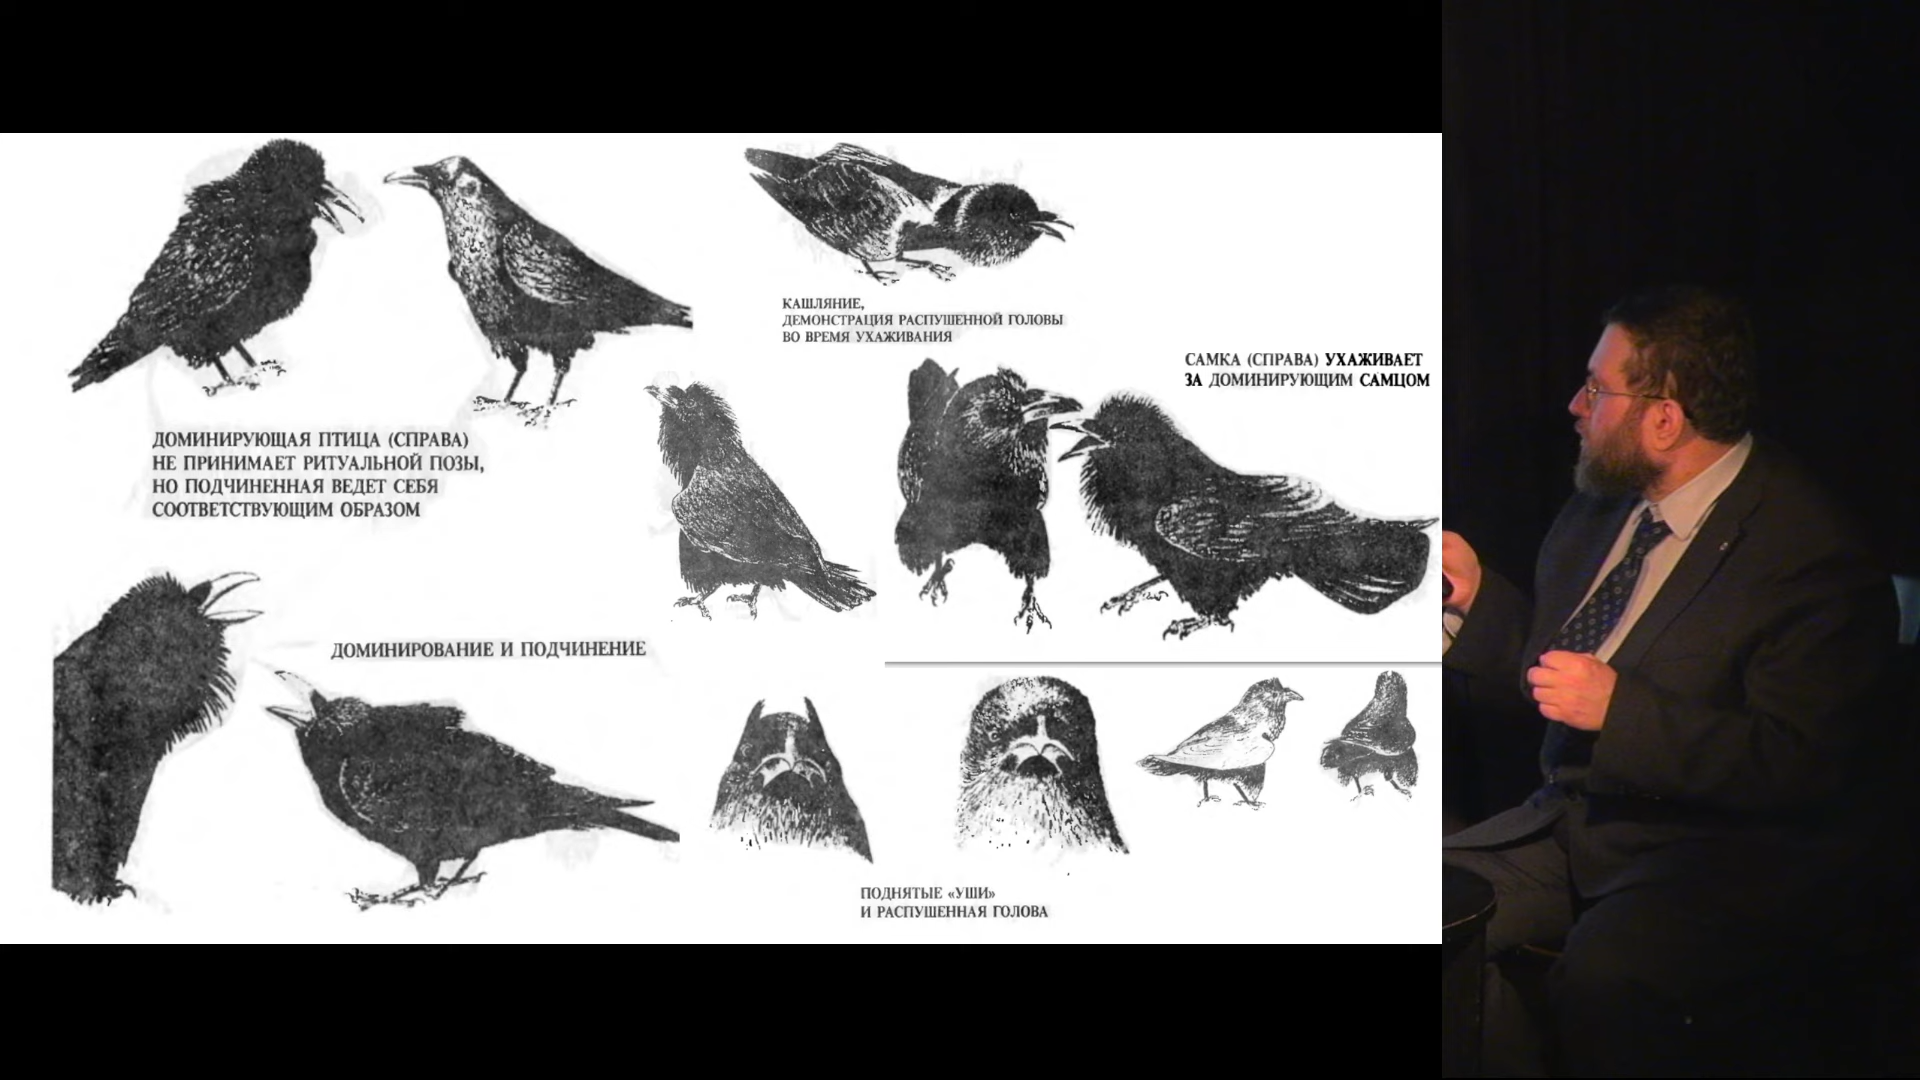 КАШЛЯНИЕ,
ДЕМОНСТРАЦИЯ РАСПУШЕННОЙ ГОЛОВЫ
ВО ВРЕМЯ УХАЖИВАНИЯ
САМКА (СПРАВА) УХАЖИВАЕТ
ЗА ДОМИНИРУЮЩИМ САМЦОМ
ДОМИНИРУЮЩАЯ ПТИЦА (СПРАВА)
НЕ ПРИНИМАЕТ РИТУАЛЬНОЙ ПОЗЫ,
НО ПОДЧИНЕННАЯ ВЕДЕТ СЕБЯ
СООТВЕТСТВУЮЩИМ ОБРАЗОМ
ДОМИНИРОВАНИЕ И ПОДЧИНЕНИЕ
ПОДНЯТЫЕ «УШИ»
И РАСПУШЕННАЯ ГОЛОВА